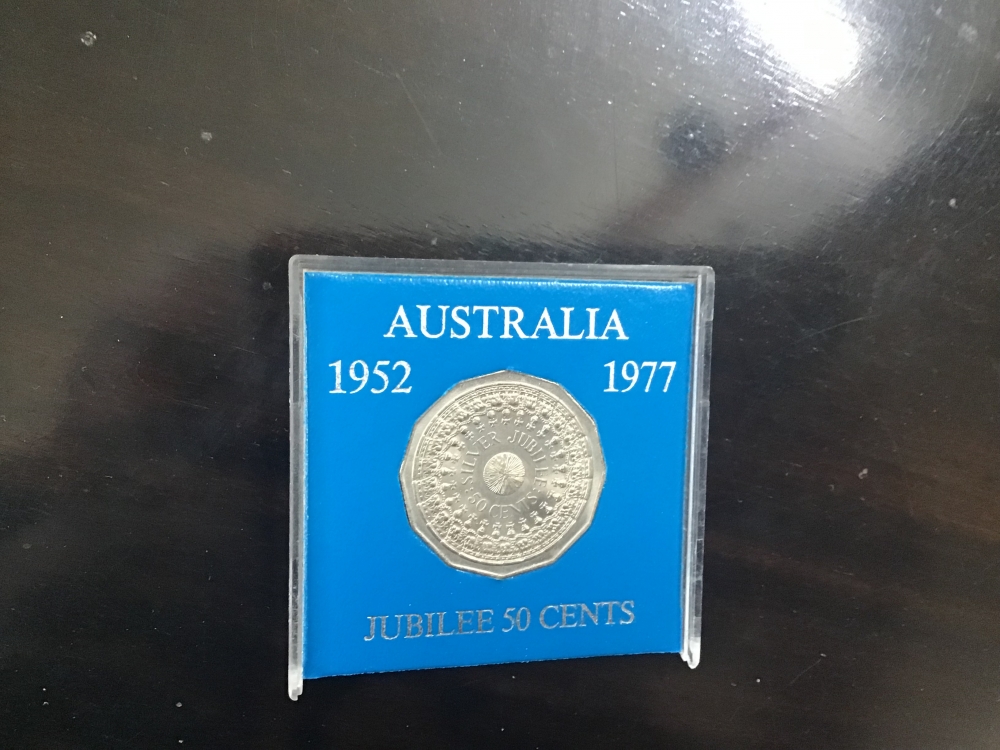 AUSTRALIA
1952 1977
SILVER JUBILEE
50 CENTS
JUBILEE 50 CENTS